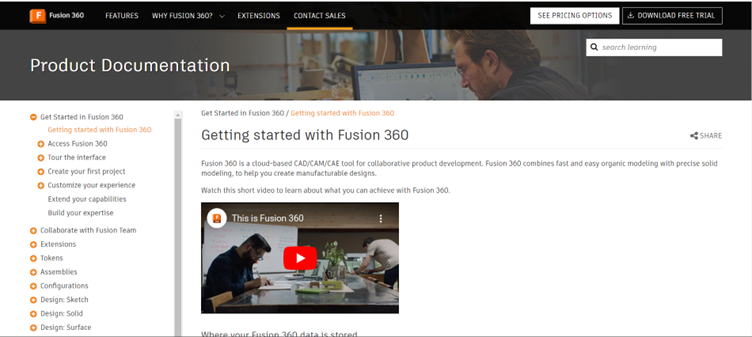 Fusion 360 FEATURES WHY FUSION 360? EXTENSIONS CONTACT SALES SEE PRICING OPTIONS DOWNLOAD FREE TRIAL
search learning
Product Documentation
Get Started in Fusion 360
Getting started with Fusion 360
Access Fusion 360
Tour the interface
Create your first project
Customize your experience
Extend your capabilities
Build your expertise
Collaborate with Fusion Team
Extensions
Tokens
Assemblies
Configurations
Design: Sketch
Design: Solid
Design: Surface
Get Started in Fusion 360 / Getting started with Fusion 360
Getting started with Fusion 360
SHARE
Fusion 360 is a cloud-based CAD/CAM/CAE tool for collaborative product development. Fusion 360 combines fast and easy organic modeling with precise solid
modeling, to help you create manufacturable designs.
Watch this short video to learn about what you can achieve with Fusion 360.
This is Fusion 360
Where your Fusion 360 data is stored